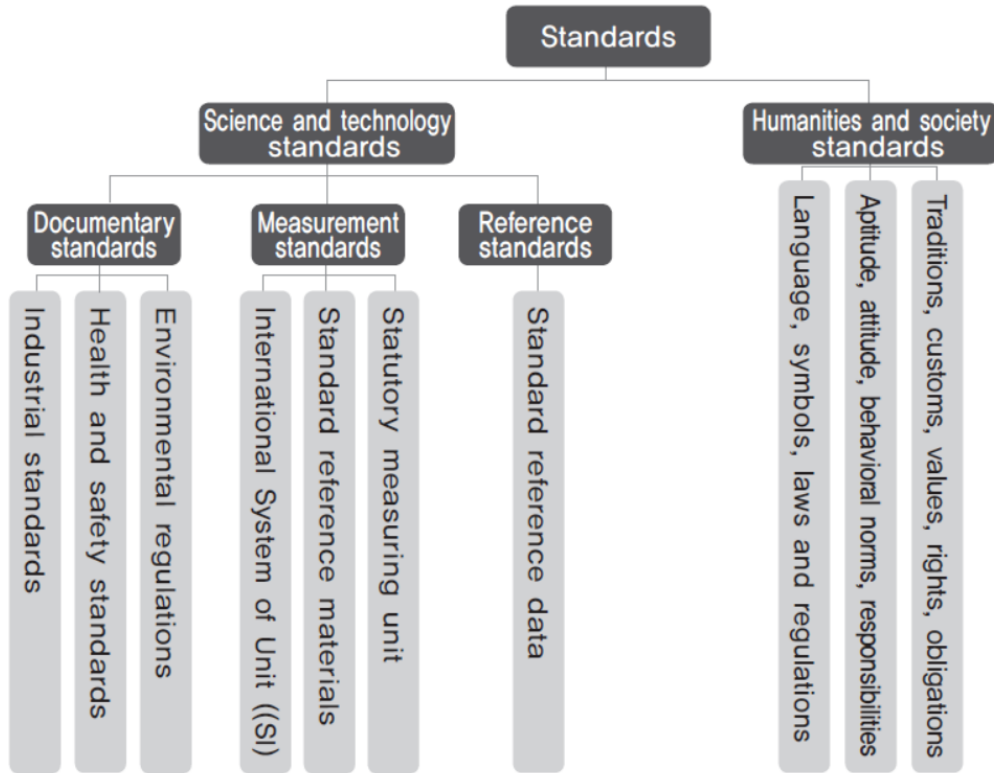 Standards
Science and technology
standards
Humanities and society
standards
Documentary
standards
Measurement
standards
Reference
standards
Industrial standards
Health and safety standards
Environmental regulations
International System of Unit ((SI)
Standard reference materials
Statutory measuring unit
Standard reference data
Language, symbols, laws and regulations
Aptitude, attitude, behavioral norms, responsibilities
Traditions, customs, values, rights, obligations